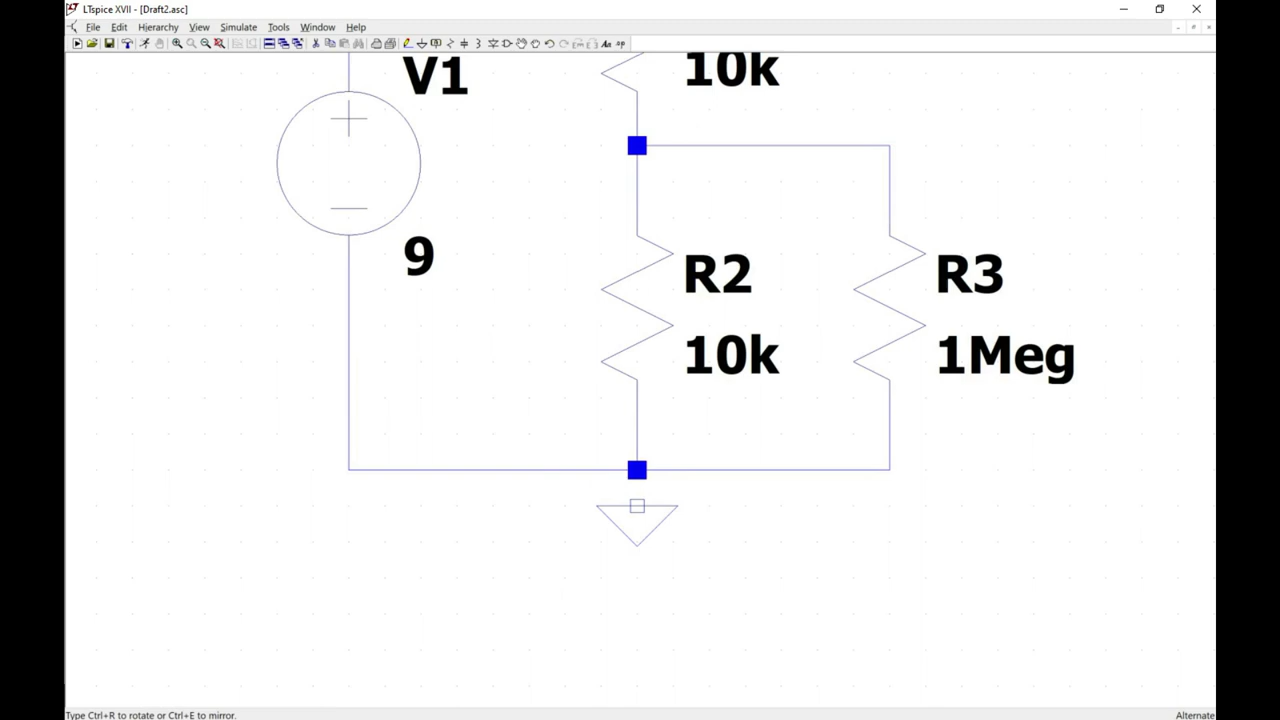 LTspice XVII - [Draft2.asc]
File Edit Hierarchy View Simulate Tools Window Help
V1
10k
9
R2
R3
10k
1Meg
Type Ctrl+R to rotate or Ctrl+E to mirror.
Alternate